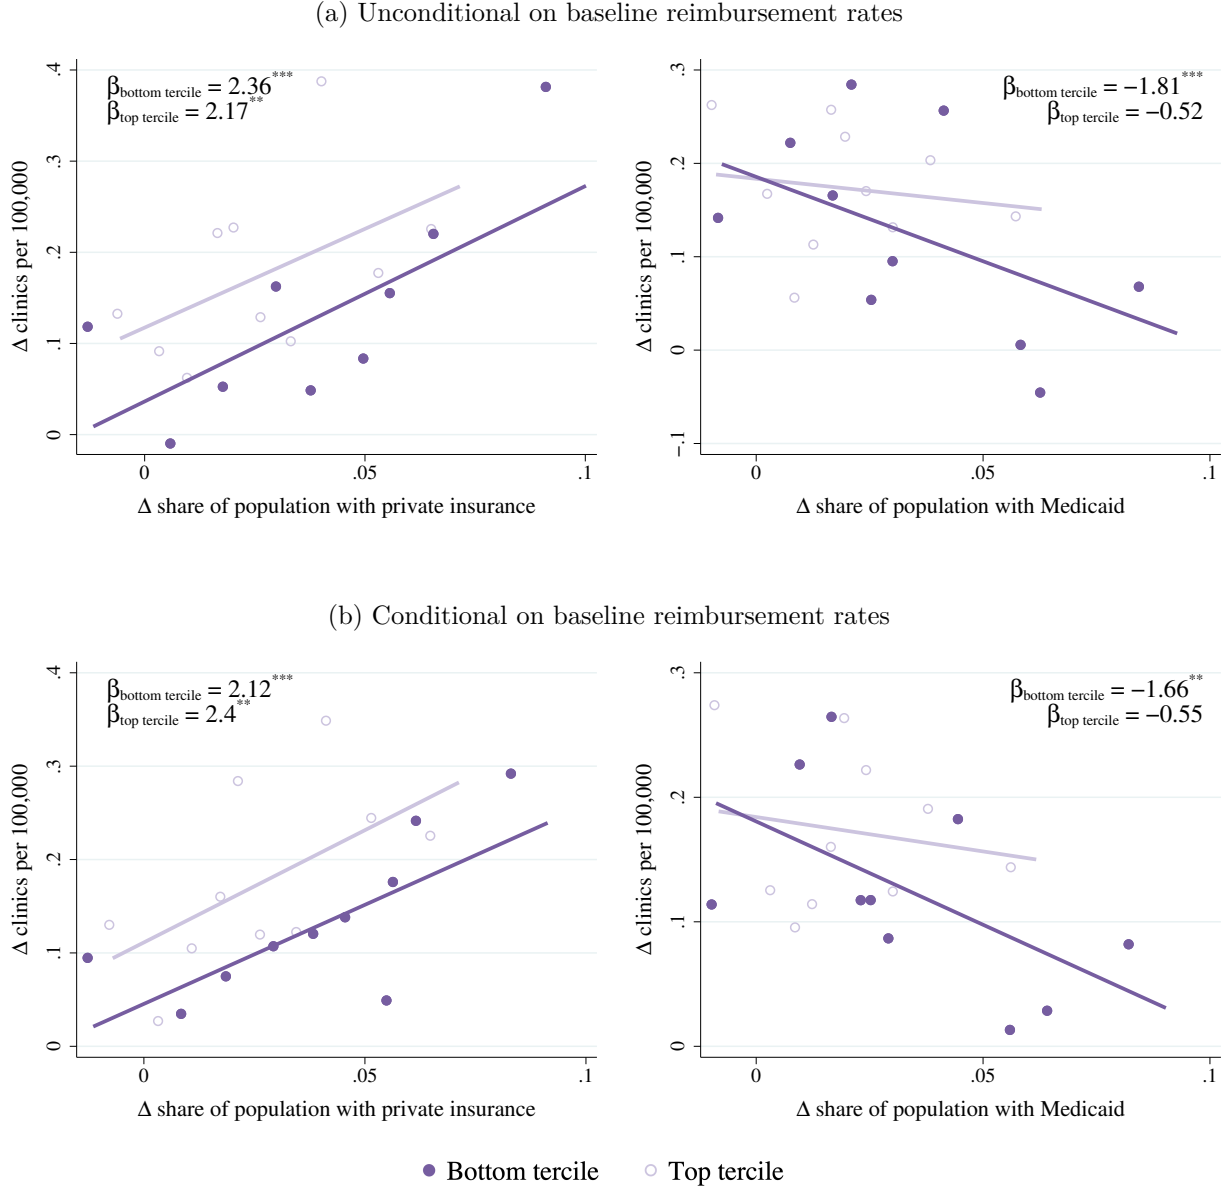 (a) Unconditional on baseline reimbursement rates
βbottom tercile = 2.36***
βtop tercile = 2.17**
.4
.3
.2
.1
0
Δ clinics per 100,000
0 .05 .1
Δ share of population with private insurance
βbottom tercile = −1.81***
βtop tercile = −0.52
.3
.2
.1
0
−.1
Δ clinics per 100,000
0 .05 .1
Δ share of population with Medicaid
(b) Conditional on baseline reimbursement rates
βbottom tercile = 2.12***
βtop tercile = 2.4**
.4
.3
.2
.1
0
Δ clinics per 100,000
0 .05 .1
Δ share of population with private insurance
βbottom tercile = −1.66**
βtop tercile = −0.55
.3
.2
.1
0
Δ clinics per 100,000
0 .05 .1
Δ share of population with Medicaid
Bottom tercile Top tercile